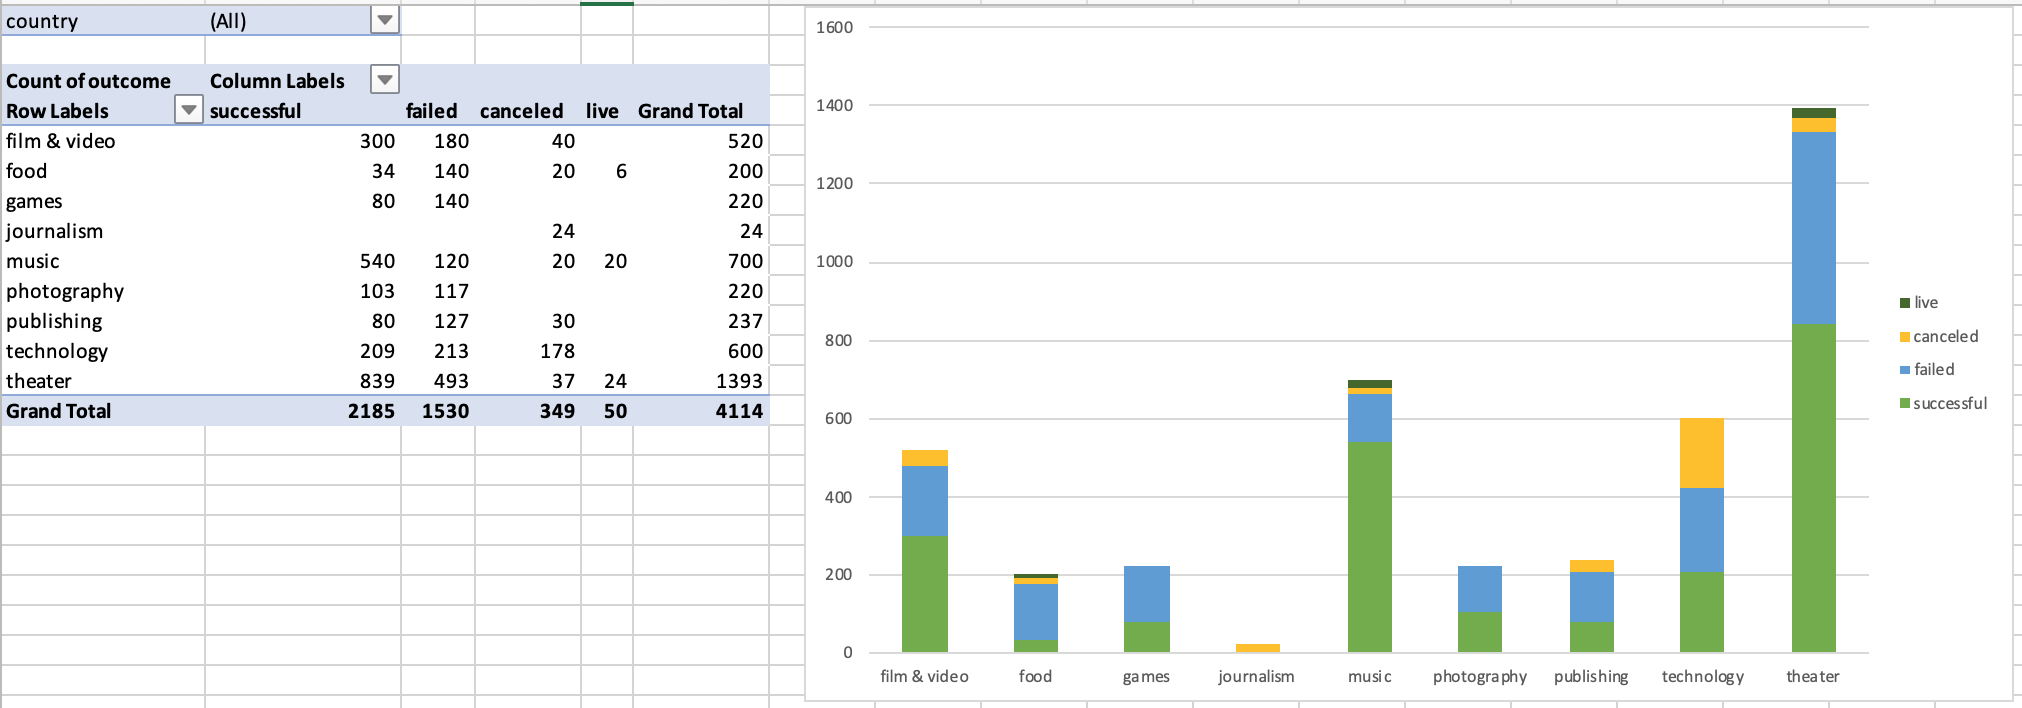 country (All)
Count of outcome Column Labels
Row Labels successful failed canceled live Grand Total
film & video 300 180 40 520
food 34 140 20 6 200
games 80 140 220
journalism 24 24
music 540 120 20 20 700
photography 103 117 220
publishing 80 127 30 237
technology 209 213 178 600
theater 839 493 37 24 1393
Grand Total 2185 1530 349 50 4114
1600
1400
1200
1000
800
600
400
200
0
film & video food games journalism music photography publishing technology theater
live
canceled
failed
successful